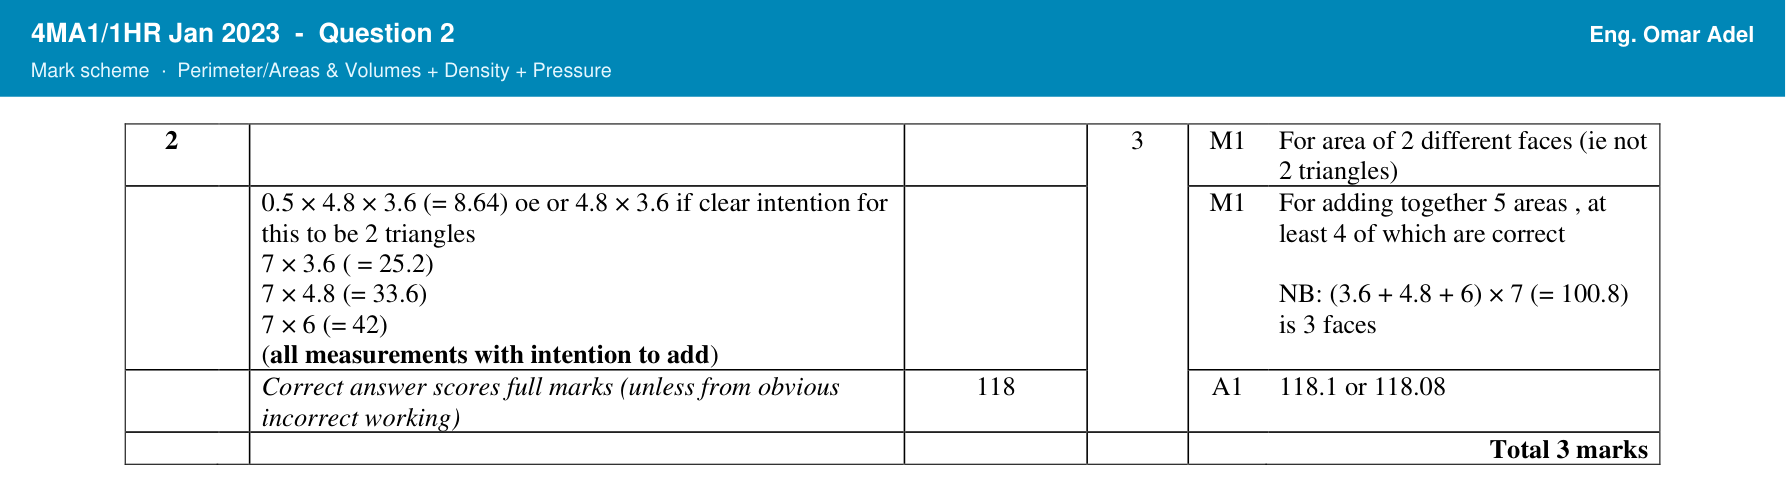 4MA1/1HR Jan 2023 - Question 2
Eng. Omar Adel
Mark scheme · Perimeter/Areas & Volumes + Density + Pressure
2
3
M1
For area of 2 different faces (ie not
2 triangles)
0.5 × 4.8 × 3.6 (= 8.64) oe or 4.8 × 3.6 if clear intention for
this to be 2 triangles
7 × 3.6 ( = 25.2)
7 × 4.8 (= 33.6)
7 × 6 (= 42)
(all measurements with intention to add)
M1
For adding together 5 areas , at
least 4 of which are correct
NB: (3.6 + 4.8 + 6) × 7 (= 100.8)
is 3 faces
Correct answer scores full marks (unless from obvious
incorrect working)
118
A1
118.1 or 118.08
Total 3 marks